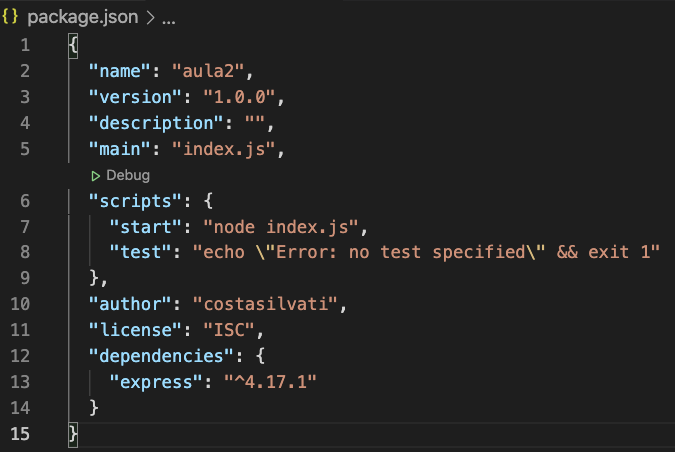 {} package.json > ...
1 {
2 "name": "aula2",
3 "version": "1.0.0",
4 "description": "",
5 "main": "index.js",
Debug
6 "scripts": {
7 "start": "node index.js",
8 "test": "echo \"Error: no test specified\" && exit 1"
9 },
10 "author": "costasilvati",
11 "license": "ISC",
12 "dependencies": {
13 "express": "^4.17.1"
14 }
15 }